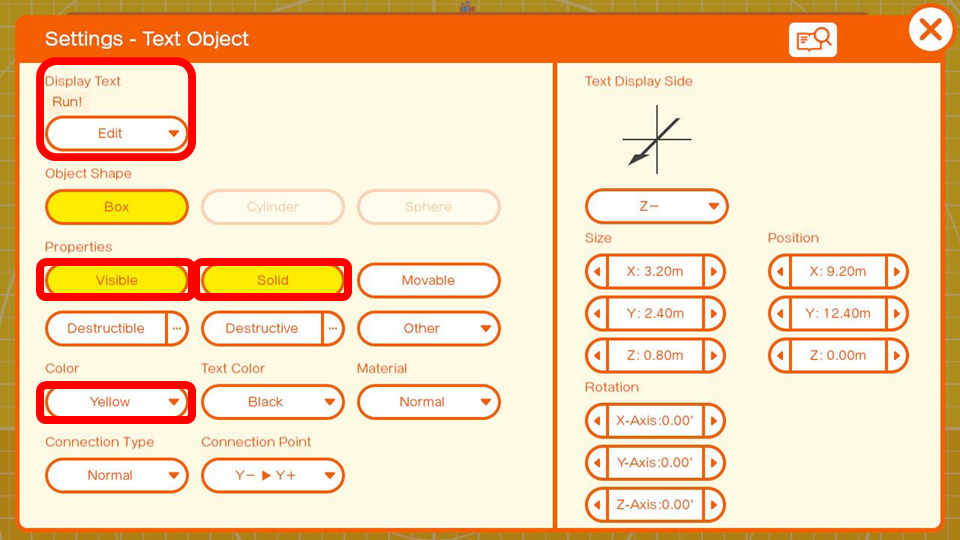 Settings - Text Object
Display Text
Run!
Edit
Object Shape
Box
Cylinder
Sphere
Properties
Visible
Solid
Movable
Destructible ...
Destructive ...
Other
Color
Text Color
Material
Yellow
Black
Normal
Connection Type
Connection Point
Normal
Y− ▶ Y+
Text Display Side
Z−
Size
Position
X: 3.20m
X: 9.20m
Y: 2.40m
Y: 12.40m
Z: 0.80m
Z: 0.00m
Rotation
X-Axis:0.00°
Y-Axis:0.00°
Z-Axis:0.00°